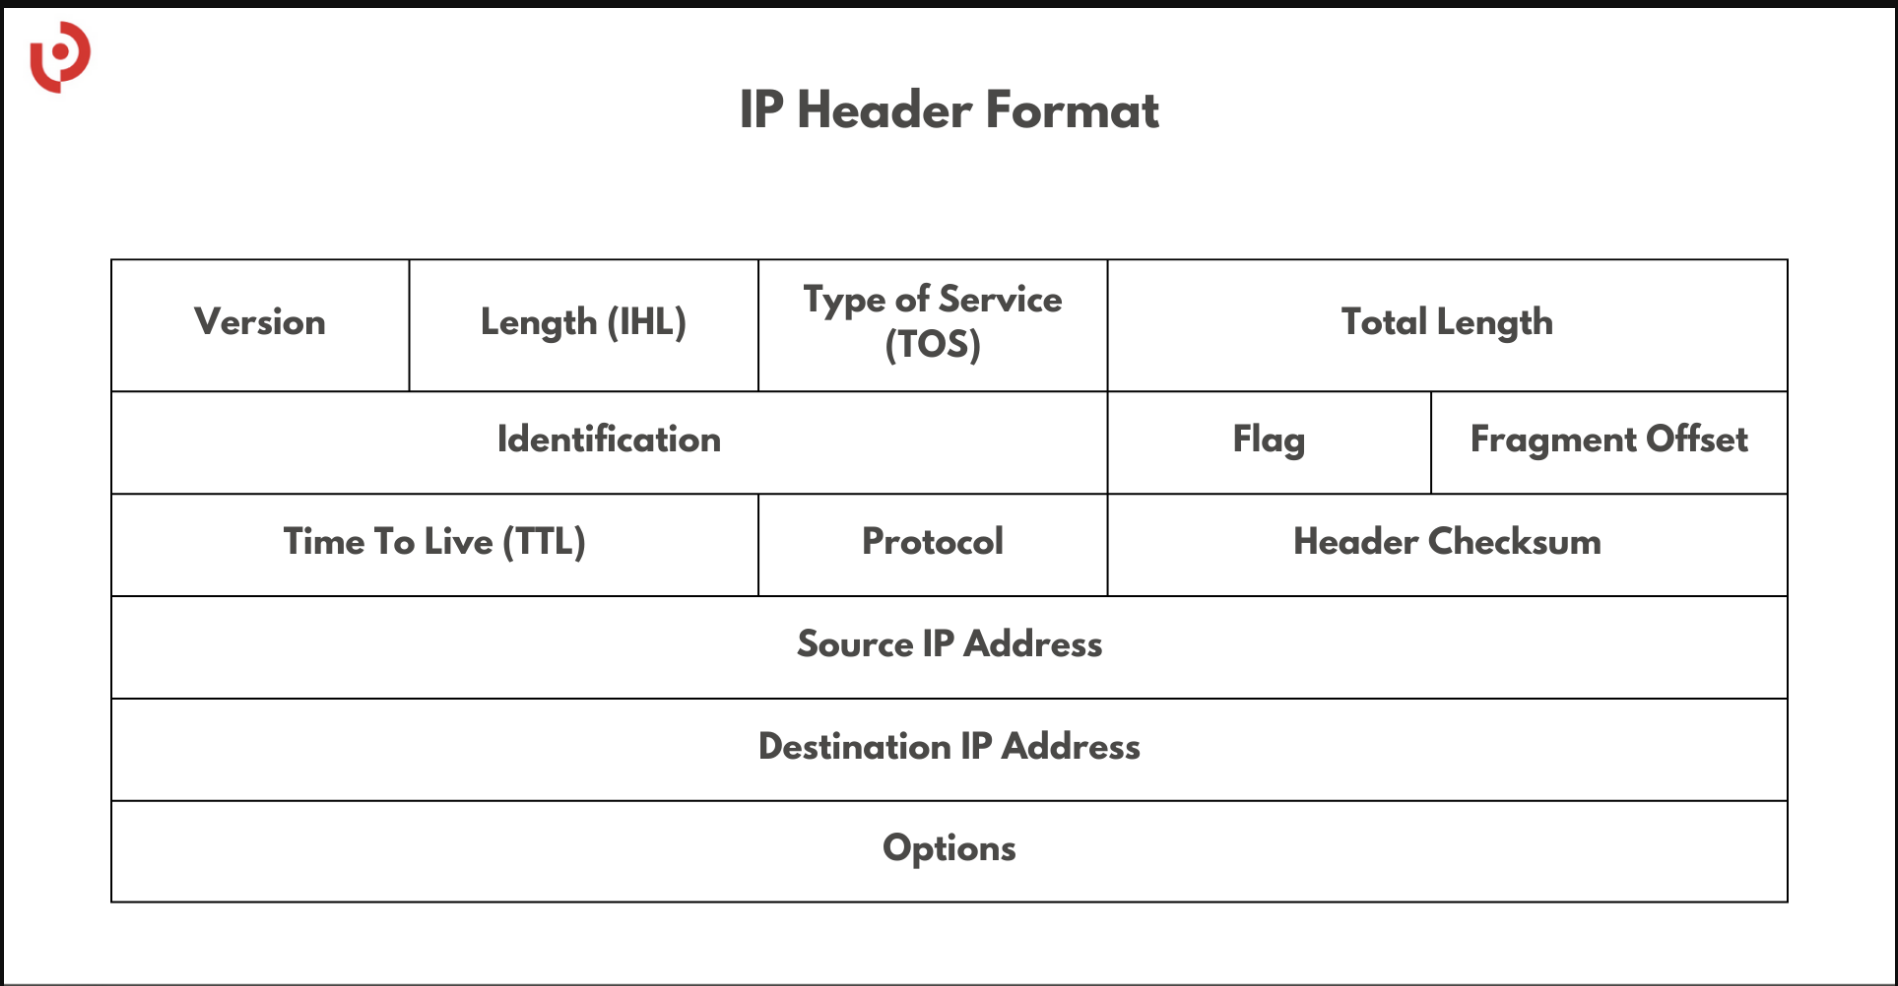 IP Header Format
Version
Length (IHL)
Type of Service
(TOS)
Total Length
Identification
Flag
Fragment Offset
Time To Live (TTL)
Protocol
Header Checksum
Source IP Address
Destination IP Address
Options